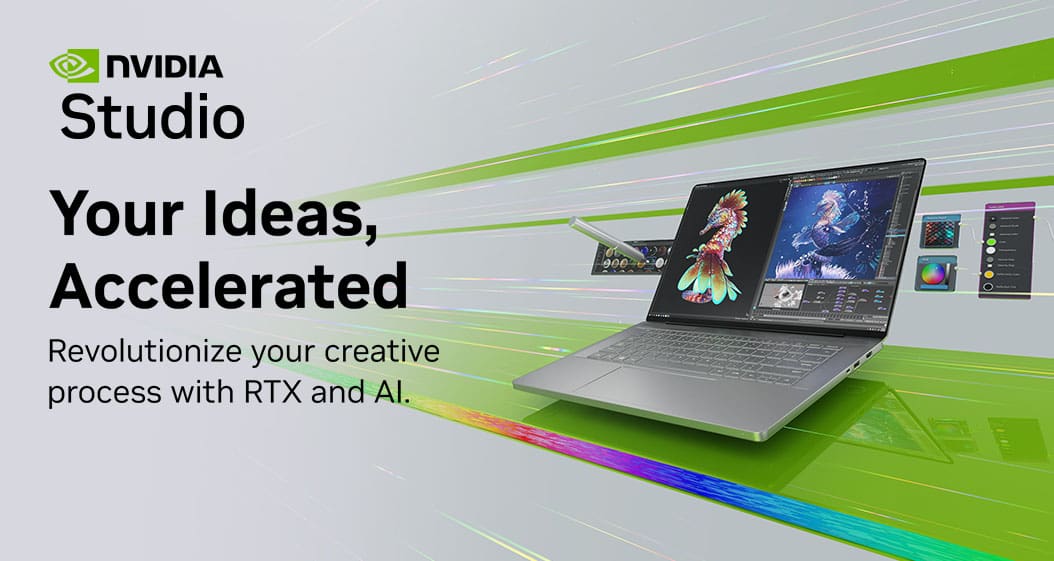 NVIDIA
Studio
Your Ideas,
Accelerated
Revolutionize your creative
process with RTX and AI.